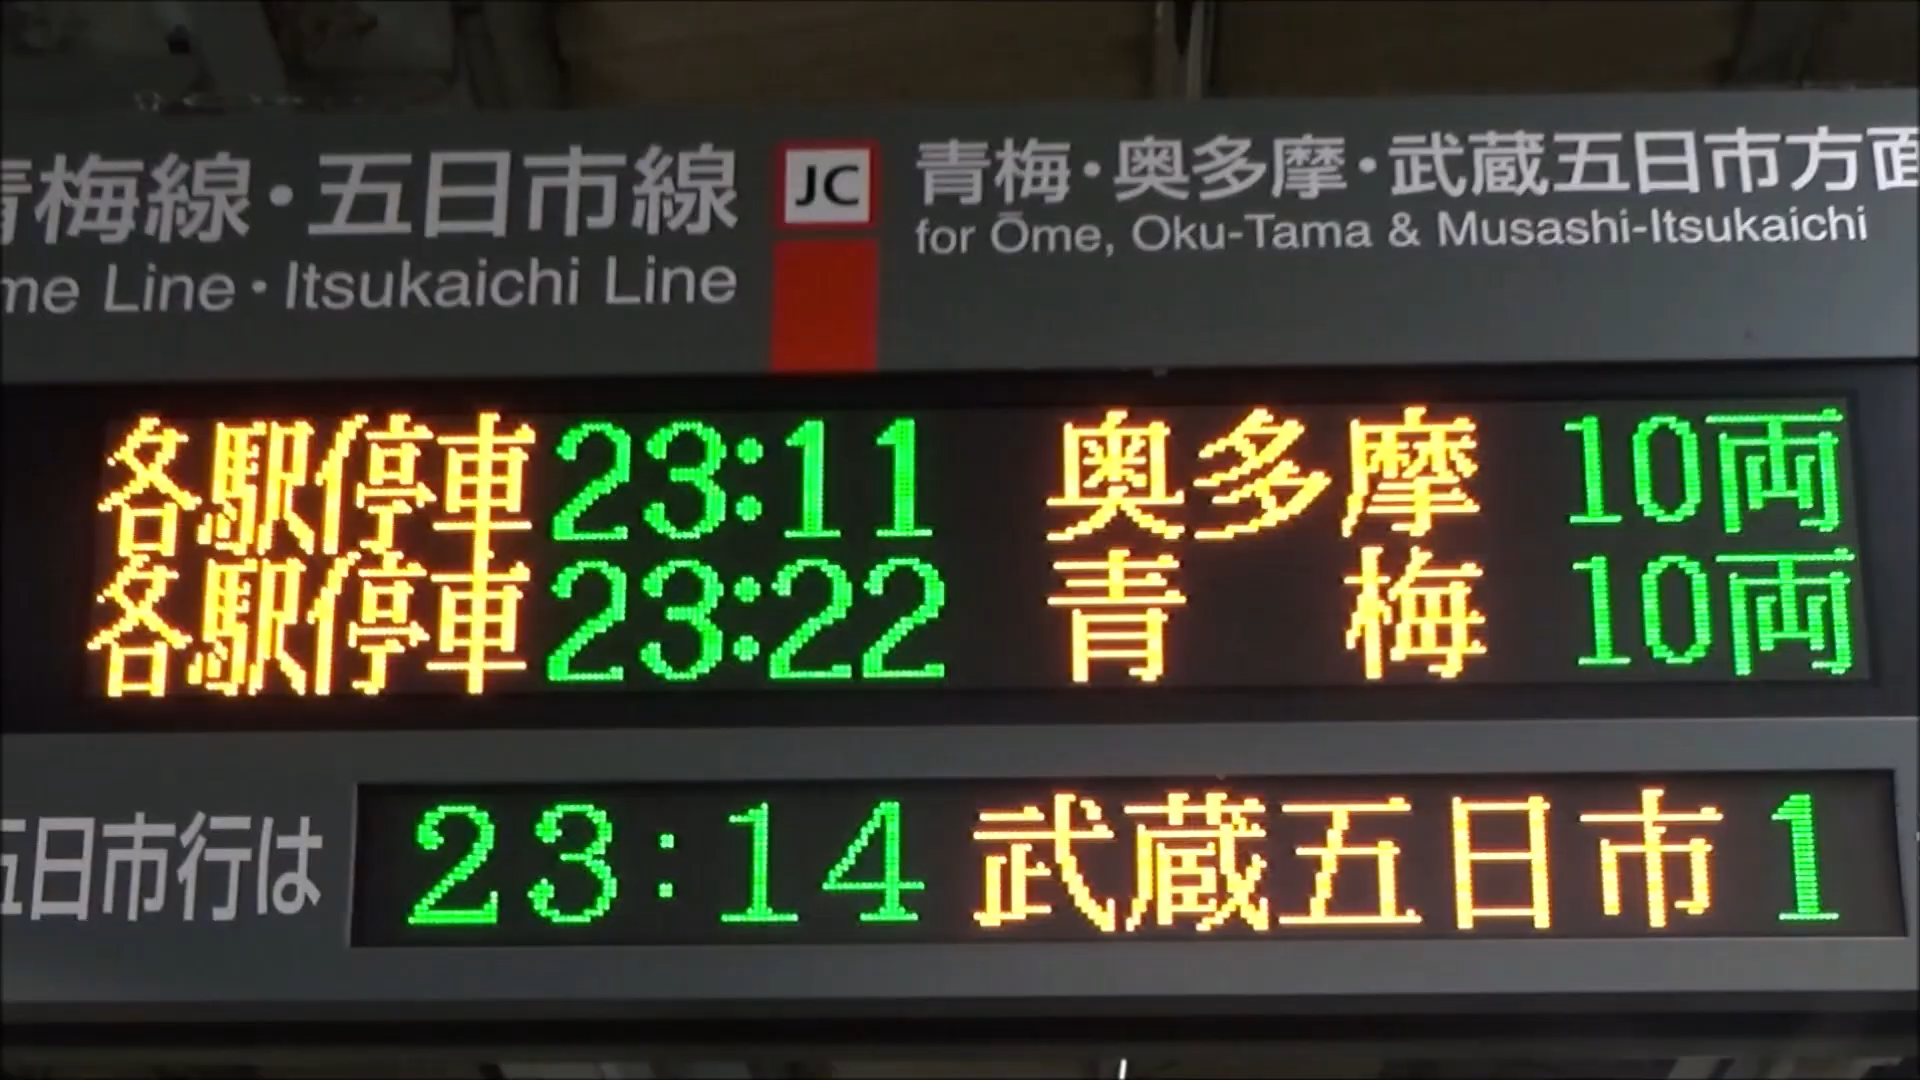 青梅線・五日市線
me Line・Itsukaichi Line
JC
青梅・奥多摩・武蔵五日市方面
for Ōme, Oku-Tama & Musashi-Itsukaichi
各駅停車 23:11 奥多摩 10両
各駅停車 23:22 青梅 10両
五日市行は 23:14 武蔵五日市 1